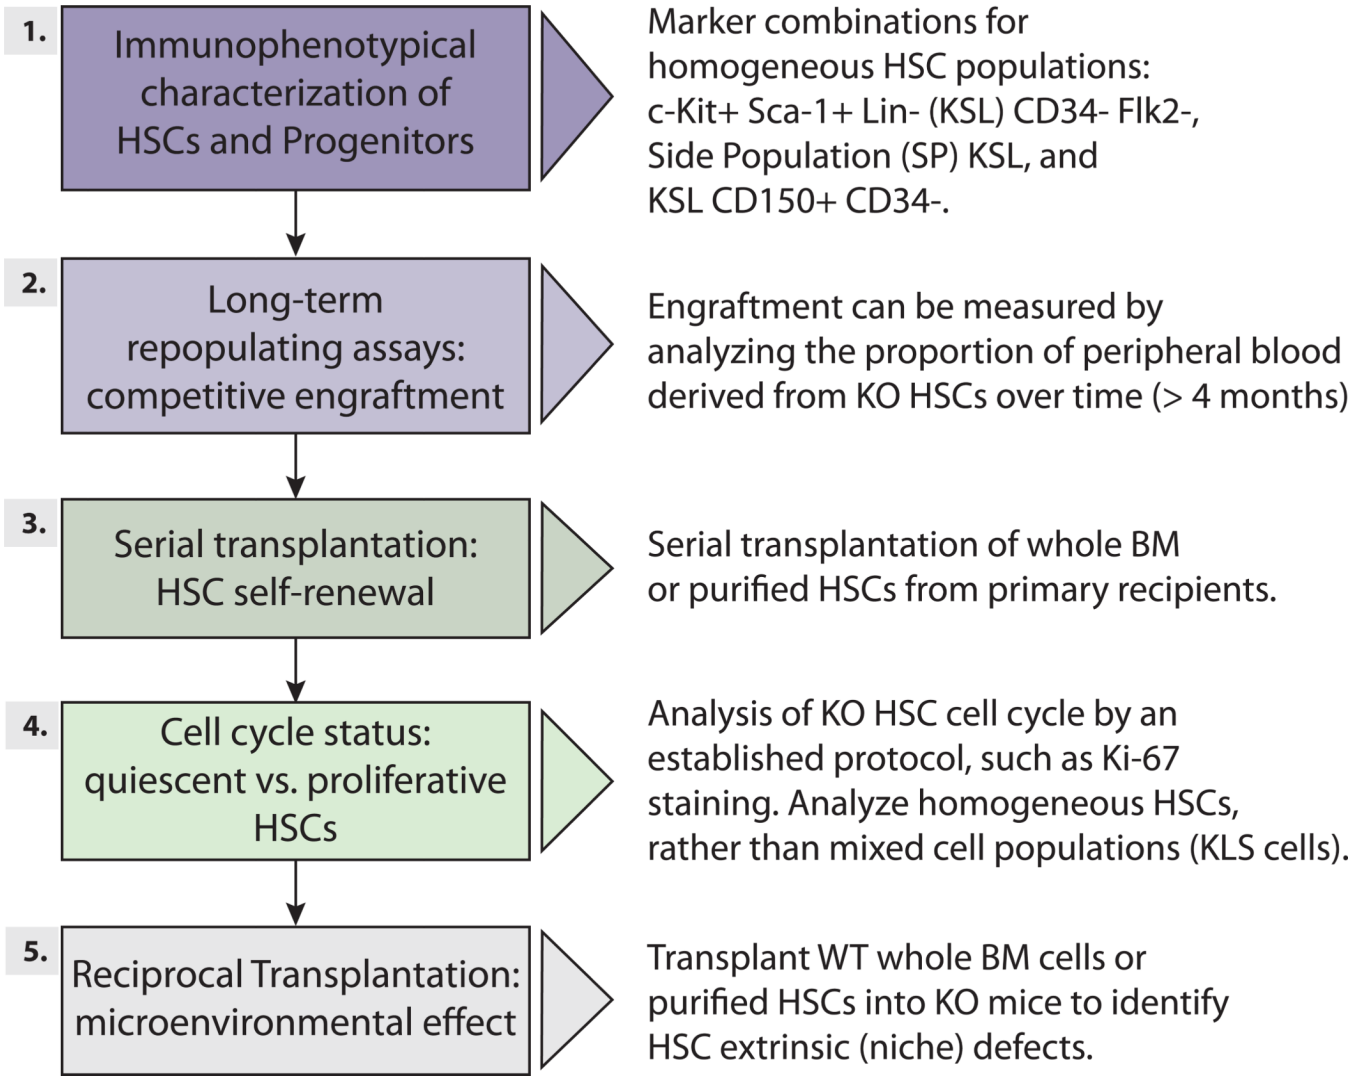 1.
Immunophenotypical
characterization of
HSCs and Progenitors
Marker combinations for
homogeneous HSC populations:
c-Kit+ Sca-1+ Lin- (KSL) CD34- Flk2-,
Side Population (SP) KSL, and
KSL CD150+ CD34-.
2.
Long-term
repopulating assays:
competitive engraftment
Engraftment can be measured by
analyzing the proportion of peripheral blood
derived from KO HSCs over time (> 4 months)
3.
Serial transplantation:
HSC self-renewal
Serial transplantation of whole BM
or purified HSCs from primary recipients.
4.
Cell cycle status:
quiescent vs. proliferative
HSCs
Analysis of KO HSC cell cycle by an
established protocol, such as Ki-67
staining. Analyze homogeneous HSCs,
rather than mixed cell populations (KLS cells).
5.
Reciprocal Transplantation:
microenvironmental effect
Transplant WT whole BM cells or
purified HSCs into KO mice to identify
HSC extrinsic (niche) defects.